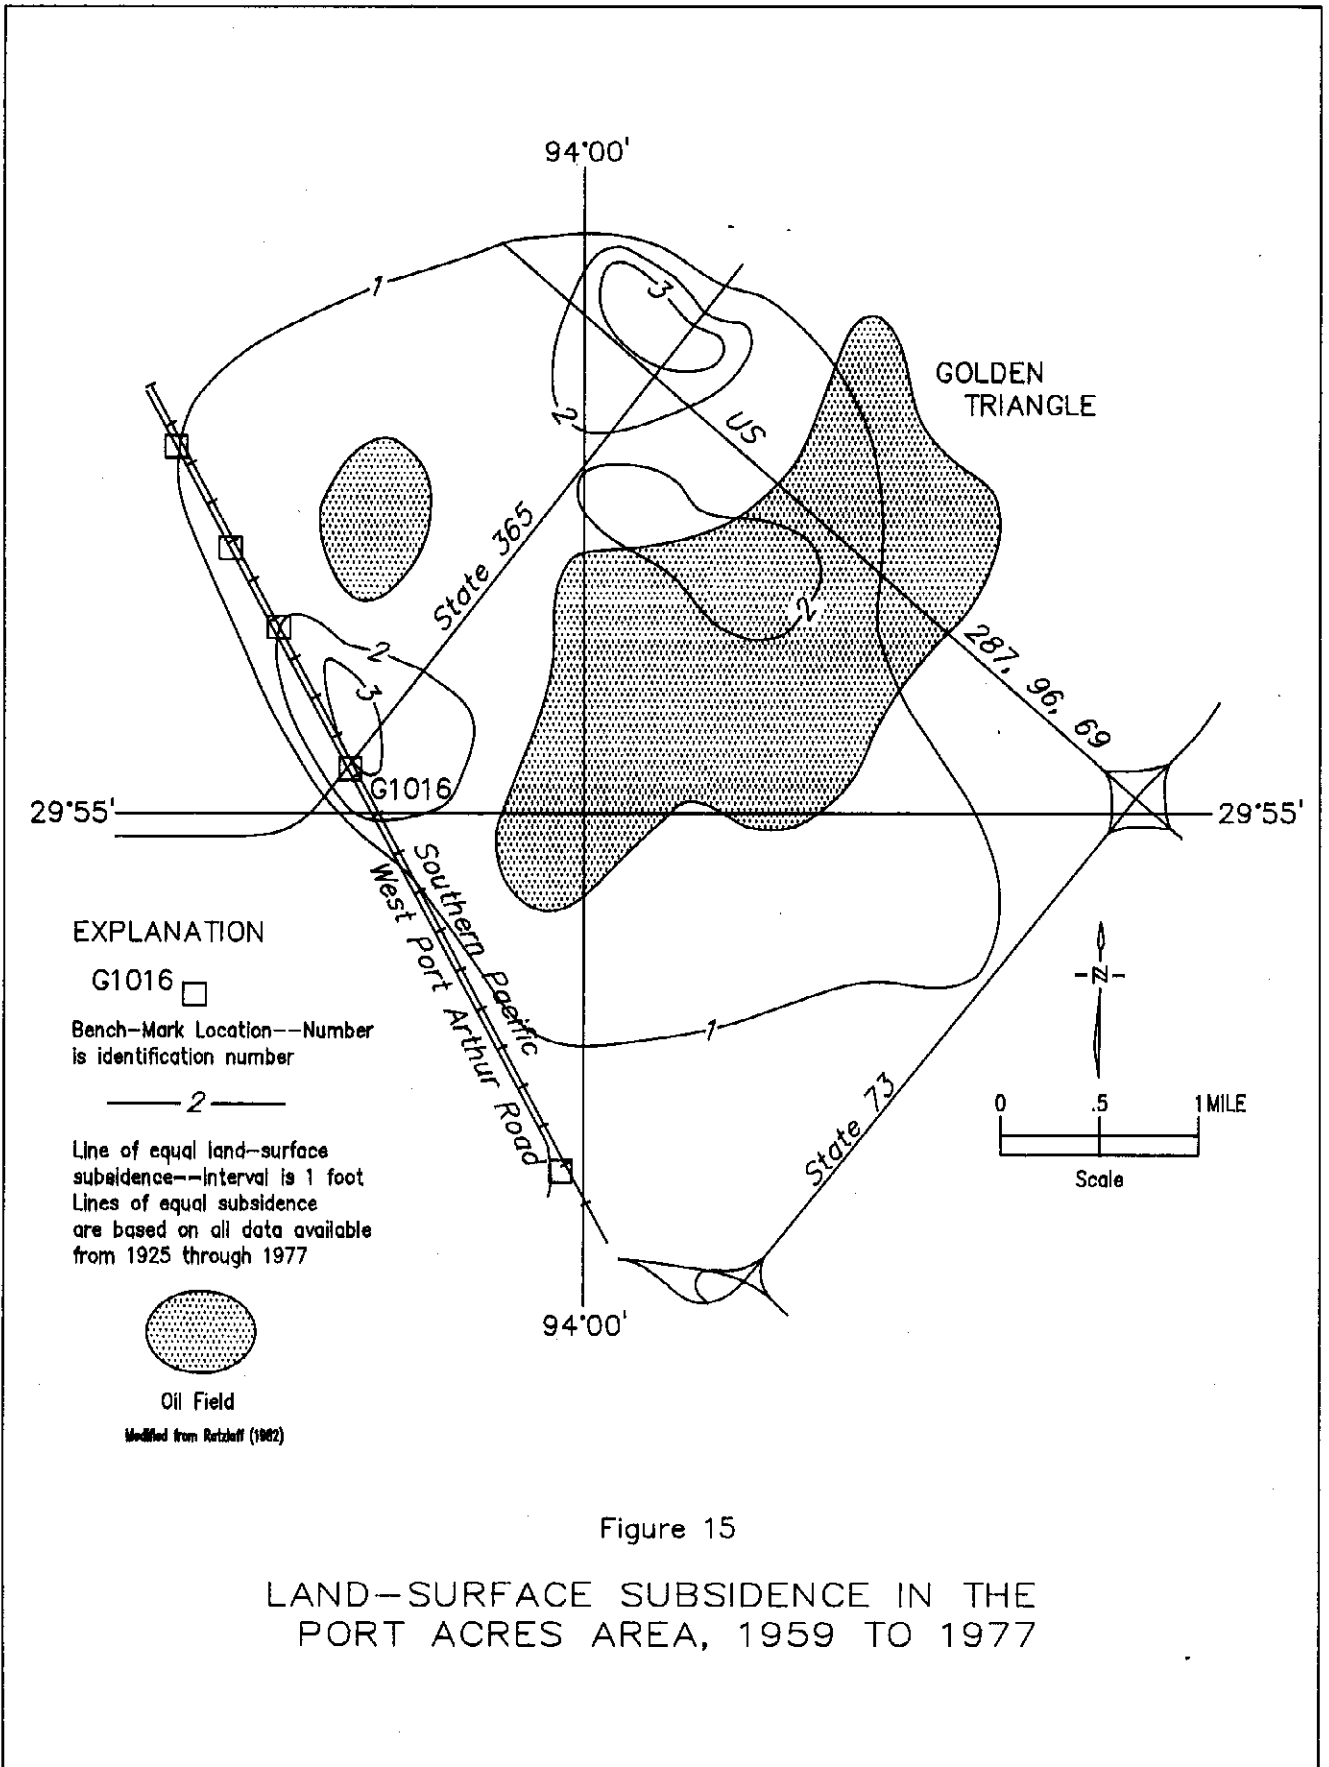 94°00'
1
3
GOLDEN
TRIANGLE
2
US
State 365
2
2
3
287, 96, 69
G1016
29°55'
29°55'
Southern Pacific
West Port Arthur Road
EXPLANATION
G1016
Bench-Mark Location--Number
is identification number
2
Line of equal land-surface
subsidence--interval is 1 foot
Lines of equal subsidence
are based on all data available
from 1925 through 1977
Oil Field
Modified from Ratzlaff (1982)
1
N
State 73
0 .5 1 MILE
Scale
94°00'
Figure 15
LAND-SURFACE SUBSIDENCE IN THE
PORT ACRES AREA, 1959 TO 1977